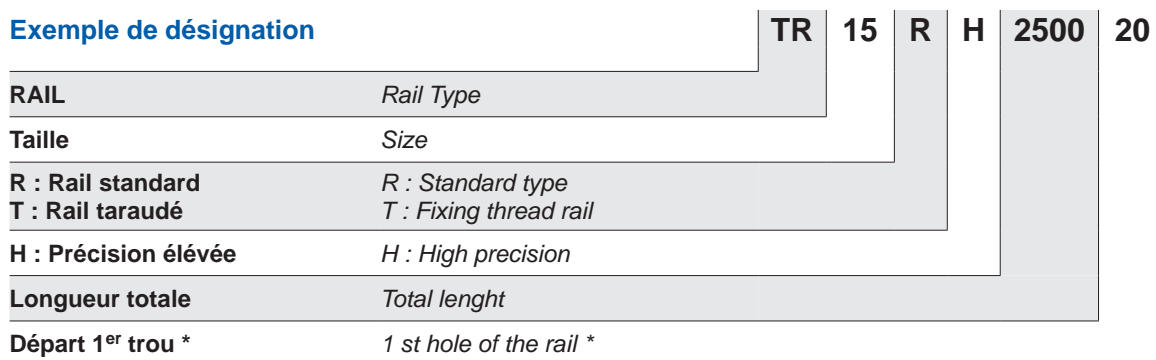 Exemple de désignation TR 15 R H 2500 20
RAIL Rail Type
Taille Size
R : Rail standard R : Standard type
T : Rail taraudé T : Fixing thread rail
H : Précision élévée H : High precision
Longueur totale Total lenght
Départ 1er trou * 1 st hole of the rail *